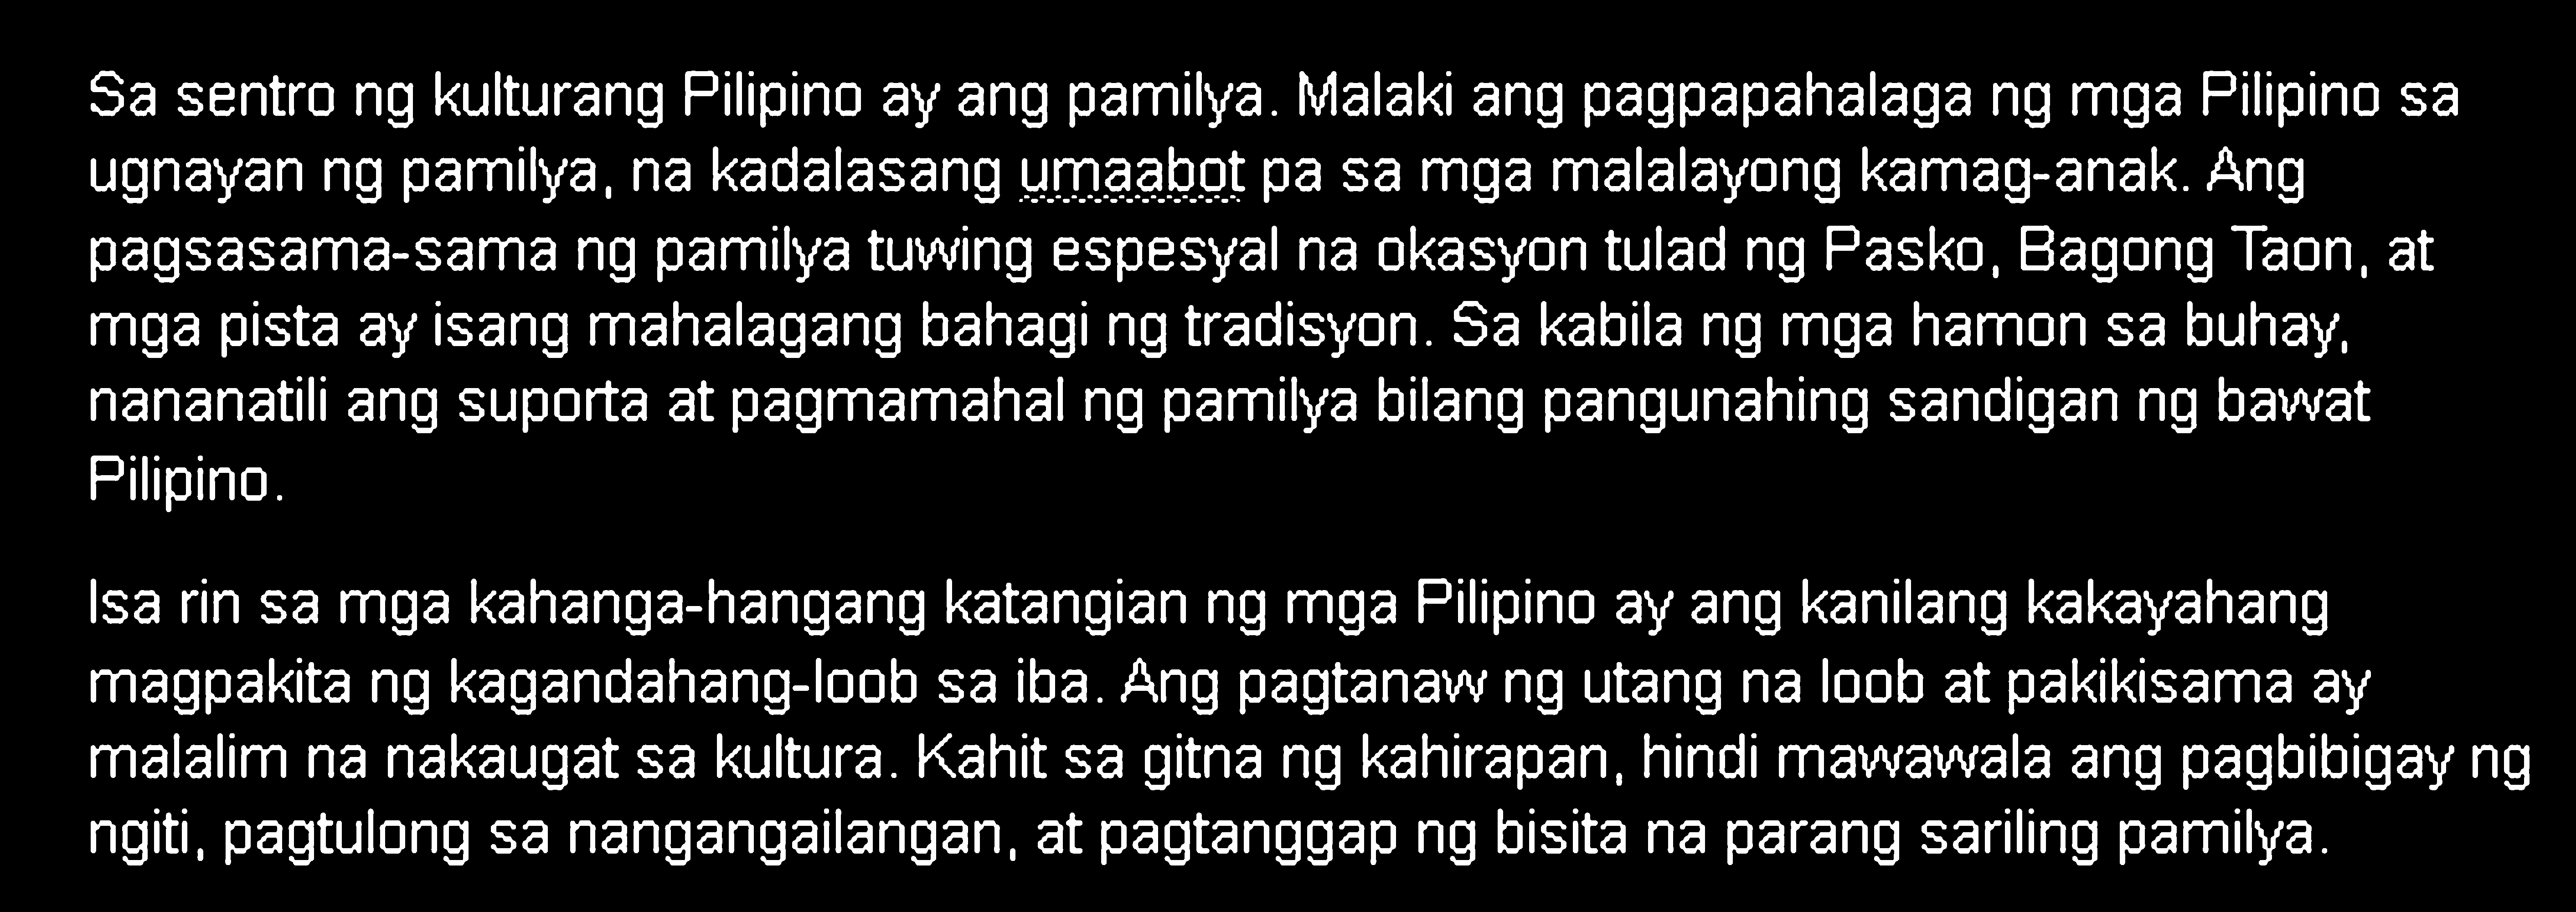 Sa sentro ng kulturang Pilipino ay ang pamilya. Malaki ang pagpapahalaga ng mga Pilipino sa
ugnayan ng pamilya, na kadalasang umaabot pa sa mga malalayong kamag-anak. Ang
pagsasama-sama ng pamilya tuwing espesyal na okasyon tulad ng Pasko, Bagong Taon, at
mga pista ay isang mahalagang bahagi ng tradisyon. Sa kabila ng mga hamon sa buhay,
nananatili ang suporta at pagmamahal ng pamilya bilang pangunahing sandigan ng bawat
Pilipino.
Isa rin sa mga kahanga-hangang katangian ng mga Pilipino ay ang kanilang kakayahang
magpakita ng kagandahang-loob sa iba. Ang pagtanaw ng utang na loob at pakikisama ay
malalim na nakaugat sa kultura. Kahit sa gitna ng kahirapan, hindi mawawala ang pagbibigay ng
ngiti, pagtulong sa nangangailangan, at pagtanggap ng bisita na parang sariling pamilya.